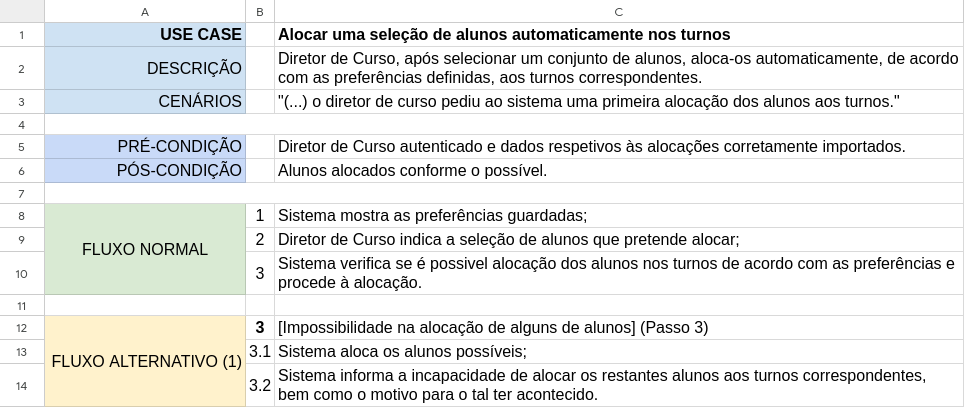 A B C
1 USE CASE Alocar uma seleção de alunos automaticamente nos turnos
2 DESCRIÇÃO Diretor de Curso, após selecionar um conjunto de alunos, aloca-os automaticamente, de acordo
com as preferências definidas, aos turnos correspondentes.
3 CENÁRIOS "(...) o diretor de curso pediu ao sistema uma primeira alocação dos alunos aos turnos."
4
5 PRÉ-CONDIÇÃO Diretor de Curso autenticado e dados respetivos às alocações corretamente importados.
6 PÓS-CONDIÇÃO Alunos alocados conforme o possível.
7
8 1 Sistema mostra as preferências guardadas;
9 FLUXO NORMAL 2 Diretor de Curso indica a seleção de alunos que pretende alocar;
10 3 Sistema verifica se é possivel alocação dos alunos nos turnos de acordo com as preferências e
procede à alocação.
11
12 3 [Impossibilidade na alocação de alguns de alunos] (Passo 3)
13 FLUXO ALTERNATIVO (1) 3.1 Sistema aloca os alunos possíveis;
14 3.2 Sistema informa a incapacidade de alocar os restantes alunos aos turnos correspondentes,
bem como o motivo para o tal ter acontecido.